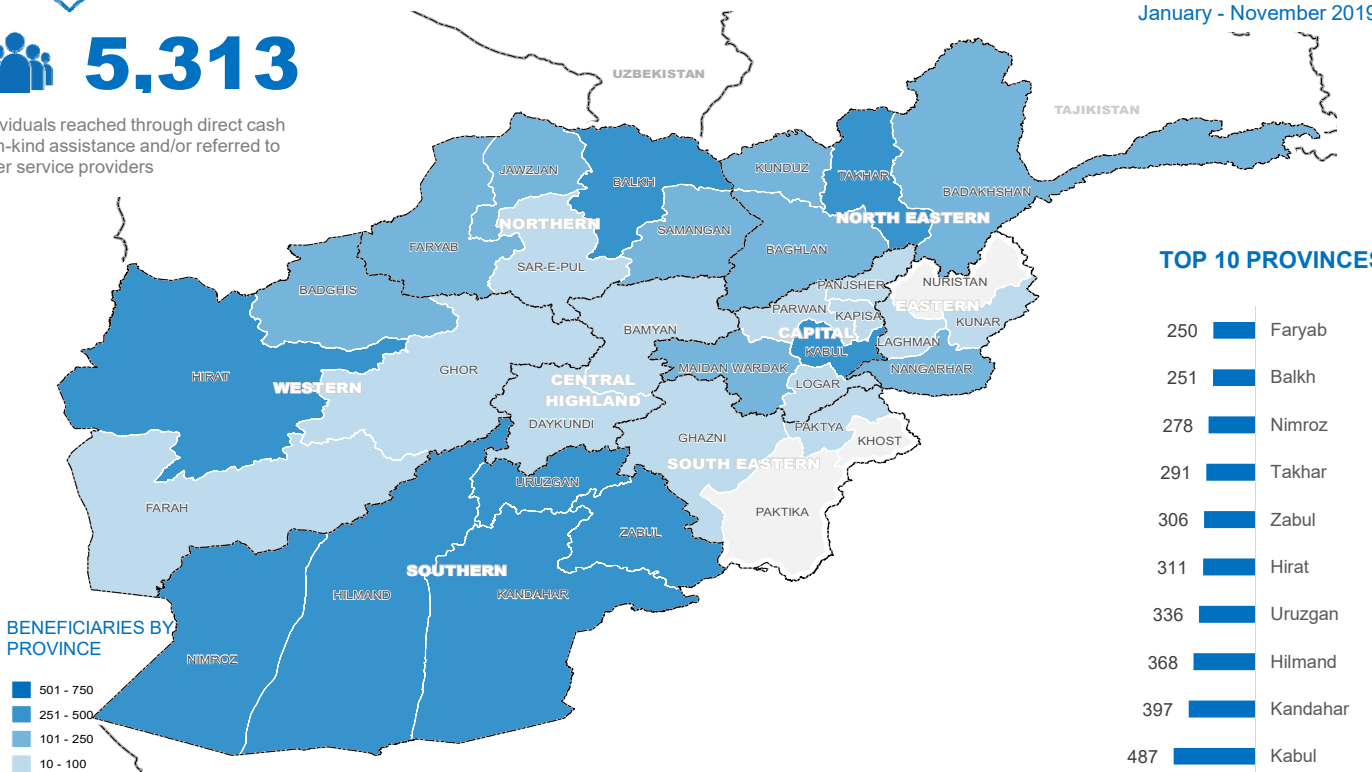 January - November 2019
5,313
viduals reached through direct cash
n-kind assistance and/or referred to
er service providers
UZBEKISTAN
TAJIKISTAN
JAWZJAN
BALKH
KUNDUZ
TAKHAR
BADAKHSHAN
NORTHERN
NORTH EASTERN
FARYAB
SAMANGAN
BAGHLAN
SAR-E-PUL
BADGHIS
PANJSHER
NURISTAN
EASTERN
PARWAN
KAPISA
KUNAR
BAMYAN
CAPITAL
LAGHMAN
KABUL
HIRAT
WESTERN
GHOR
MAIDAN WARDAK
NANGARHAR
CENTRAL
HIGHLAND
LOGAR
DAYKUNDI
GHAZNI
PAKTYA
KHOST
SOUTH EASTERN
URUZGAN
FARAH
PAKTIKA
ZABUL
SOUTHERN
HILMAND
KANDAHAR
NIMROZ
BENEFICIARIES BY
PROVINCE
501 - 750
251 - 500
101 - 250
10 - 100
TOP 10 PROVINCES
250 Faryab
251 Balkh
278 Nimroz
291 Takhar
306 Zabul
311 Hirat
336 Uruzgan
368 Hilmand
397 Kandahar
487 Kabul